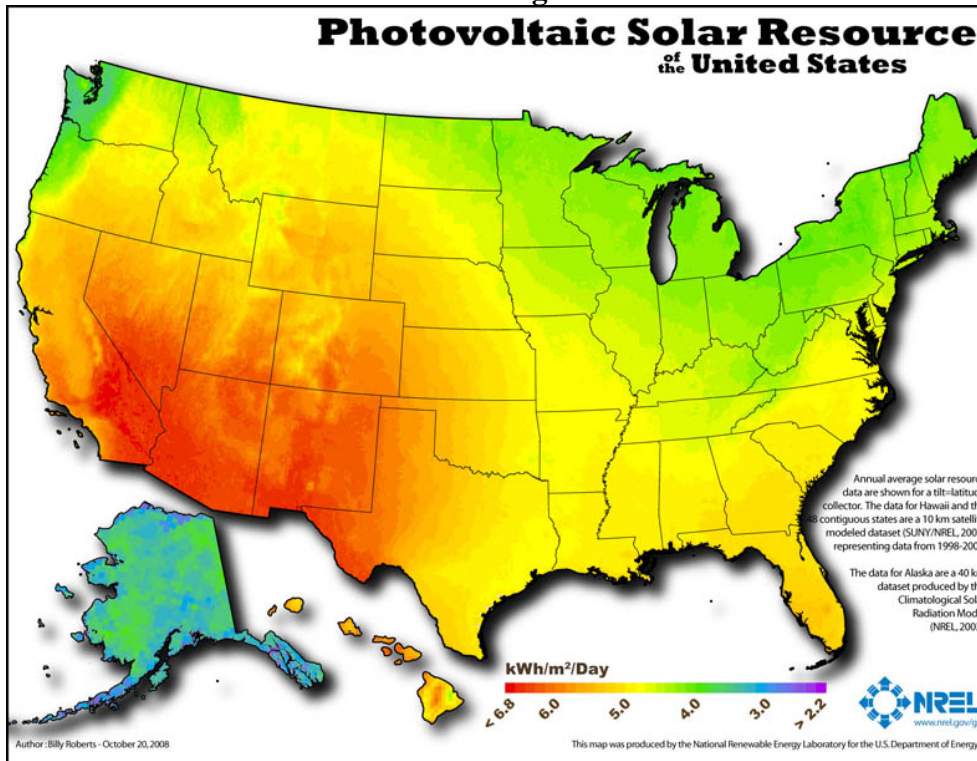 Photovoltaic Solar Resource
of the United States
Annual average solar resourc
data are shown for a tilt=latitud
collector. The data for Hawaii and th
48 contiguous states are a 10 km satelli
modeled dataset (SUNY/NREL, 200
representing data from 1998-200
The data for Alaska are a 40 k
dataset produced by th
Climatological Sol
Radiation Mod
(NREL, 200
kWh/m²/Day
< 6.8
6.0
5.0
4.0
3.0
> 2.2
NREL
www.nrel.gov/g
Author : Billy Roberts - October 20, 2008
This map was produced by the National Renewable Energy Laboratory for the U.S. Department of Energy